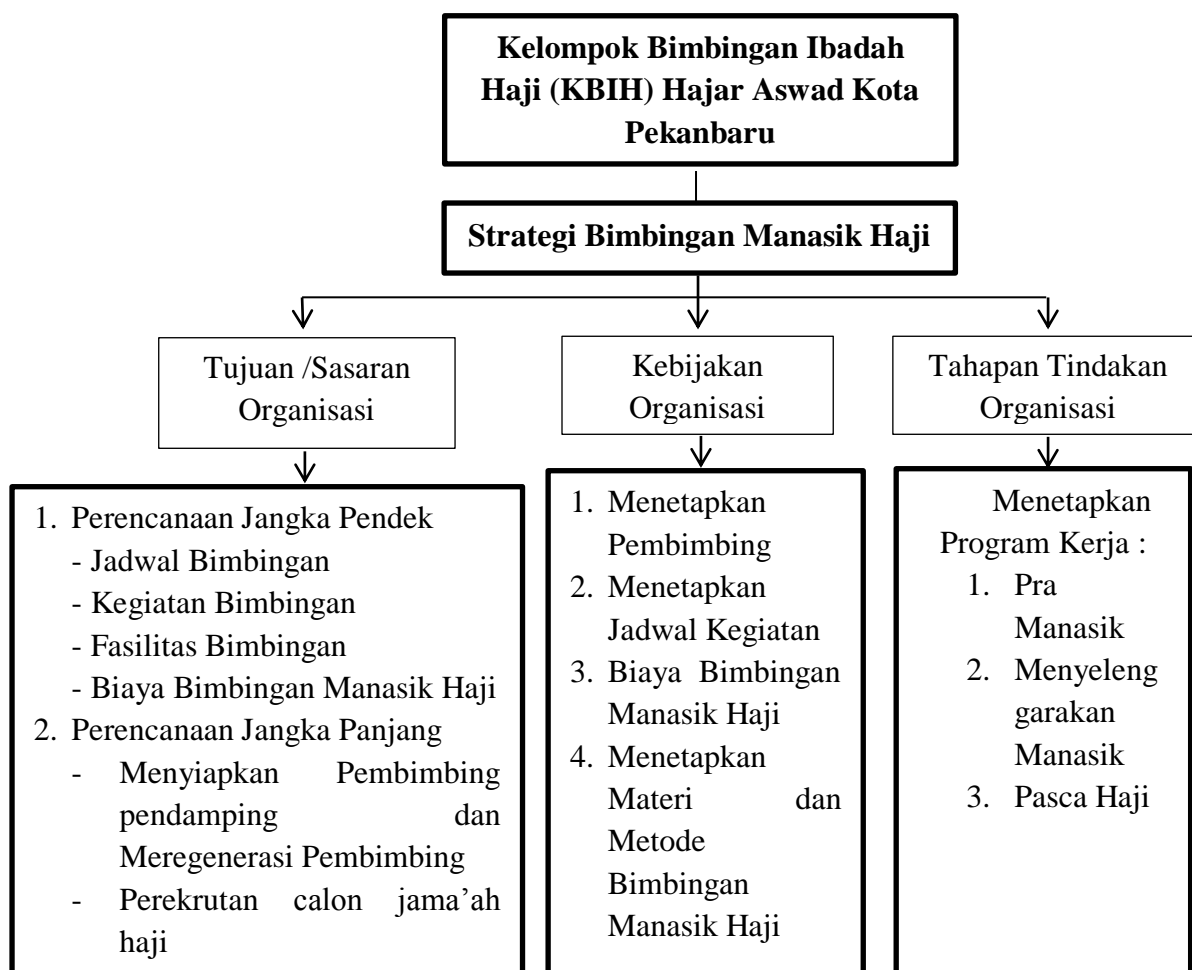 Kelompok Bimbingan Ibadah
Haji (KBIH) Hajar Aswad Kota
Pekanbaru
Strategi Bimbingan Manasik Haji
Tujuan /Sasaran
Organisasi
Kebijakan
Organisasi
Tahapan Tindakan
Organisasi
1. Perencanaan Jangka Pendek
- Jadwal Bimbingan
- Kegiatan Bimbingan
- Fasilitas Bimbingan
- Biaya Bimbingan Manasik Haji
2. Perencanaan Jangka Panjang
- Menyiapkan Pembimbing
pendamping dan
Meregenerasi Pembimbing
- Perekrutan calon jama’ah
haji
1. Menetapkan
Pembimbing
2. Menetapkan
Jadwal Kegiatan
3. Biaya Bimbingan
Manasik Haji
4. Menetapkan
Materi dan
Metode
Bimbingan
Manasik Haji
Menetapkan
Program Kerja :
1. Pra
Manasik
2. Menyeleng
garakan
Manasik
3. Pasca Haji